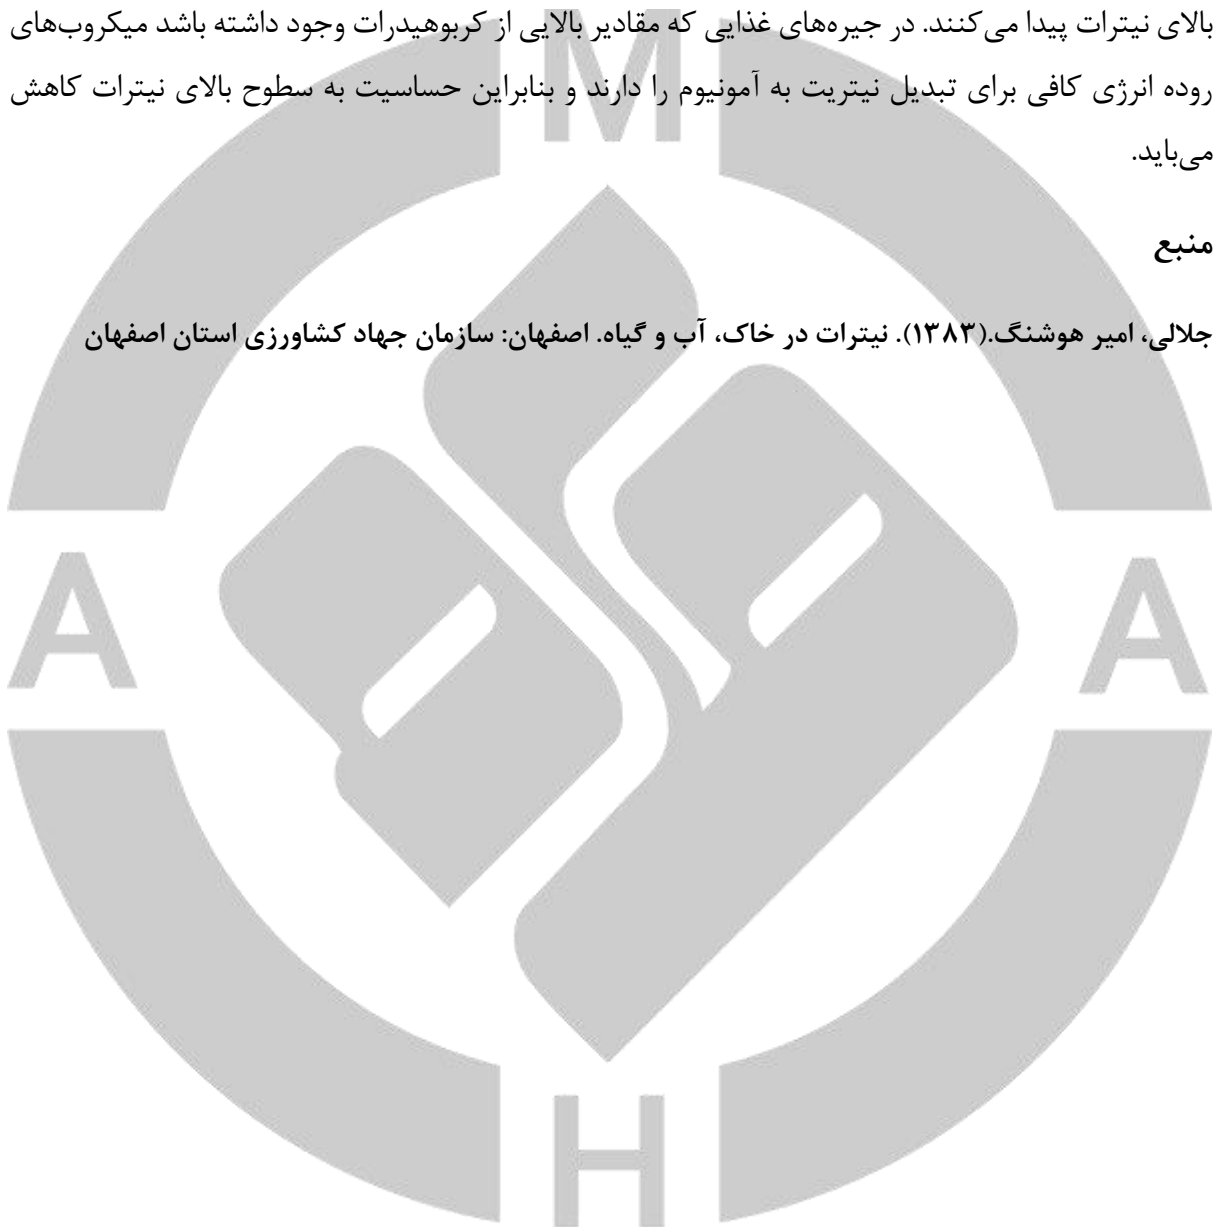 بالای نیترات پیدا می‌کنند. در جیره‌های غذایی که مقادیر بالایی از کربوهیدرات وجود داشته باشد میکروب‌های
روده انرژی کافی برای تبدیل نیتریت به آمونیوم را دارند و بنابراین حساسیت به سطوح بالای نیترات کاهش
می‌باید.
منبع
جلالی، امیر هوشنگ.(۱۳۸۳). نیترات در خاک، آب و گیاه. اصفهان: سازمان جهاد کشاورزی استان اصفهان
M
A A
H